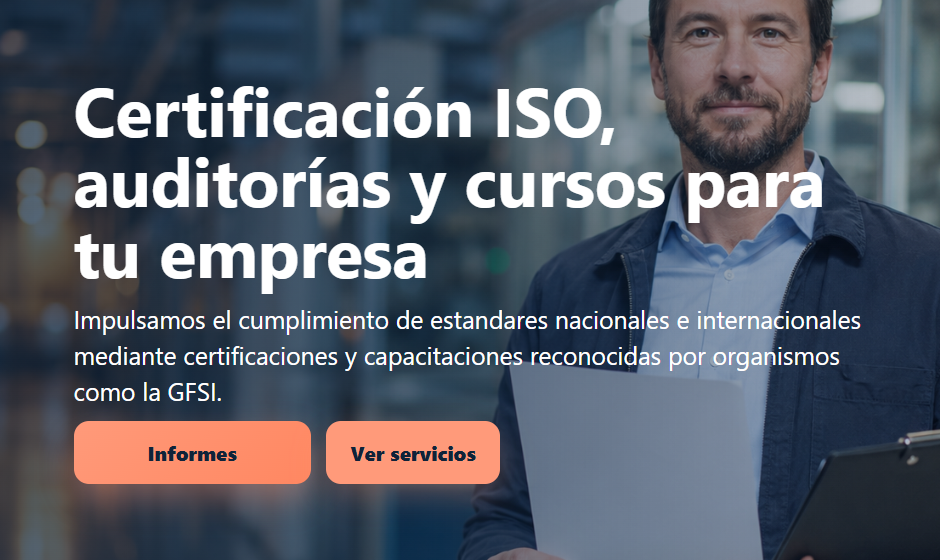 Certificación ISO,
auditorías y cursos para
tu empresa
Impulsamos el cumplimiento de estandares nacionales e internacionales
mediante certificaciones y capacitaciones reconocidas por organismos
como la GFSI.
Informes
Ver servicios